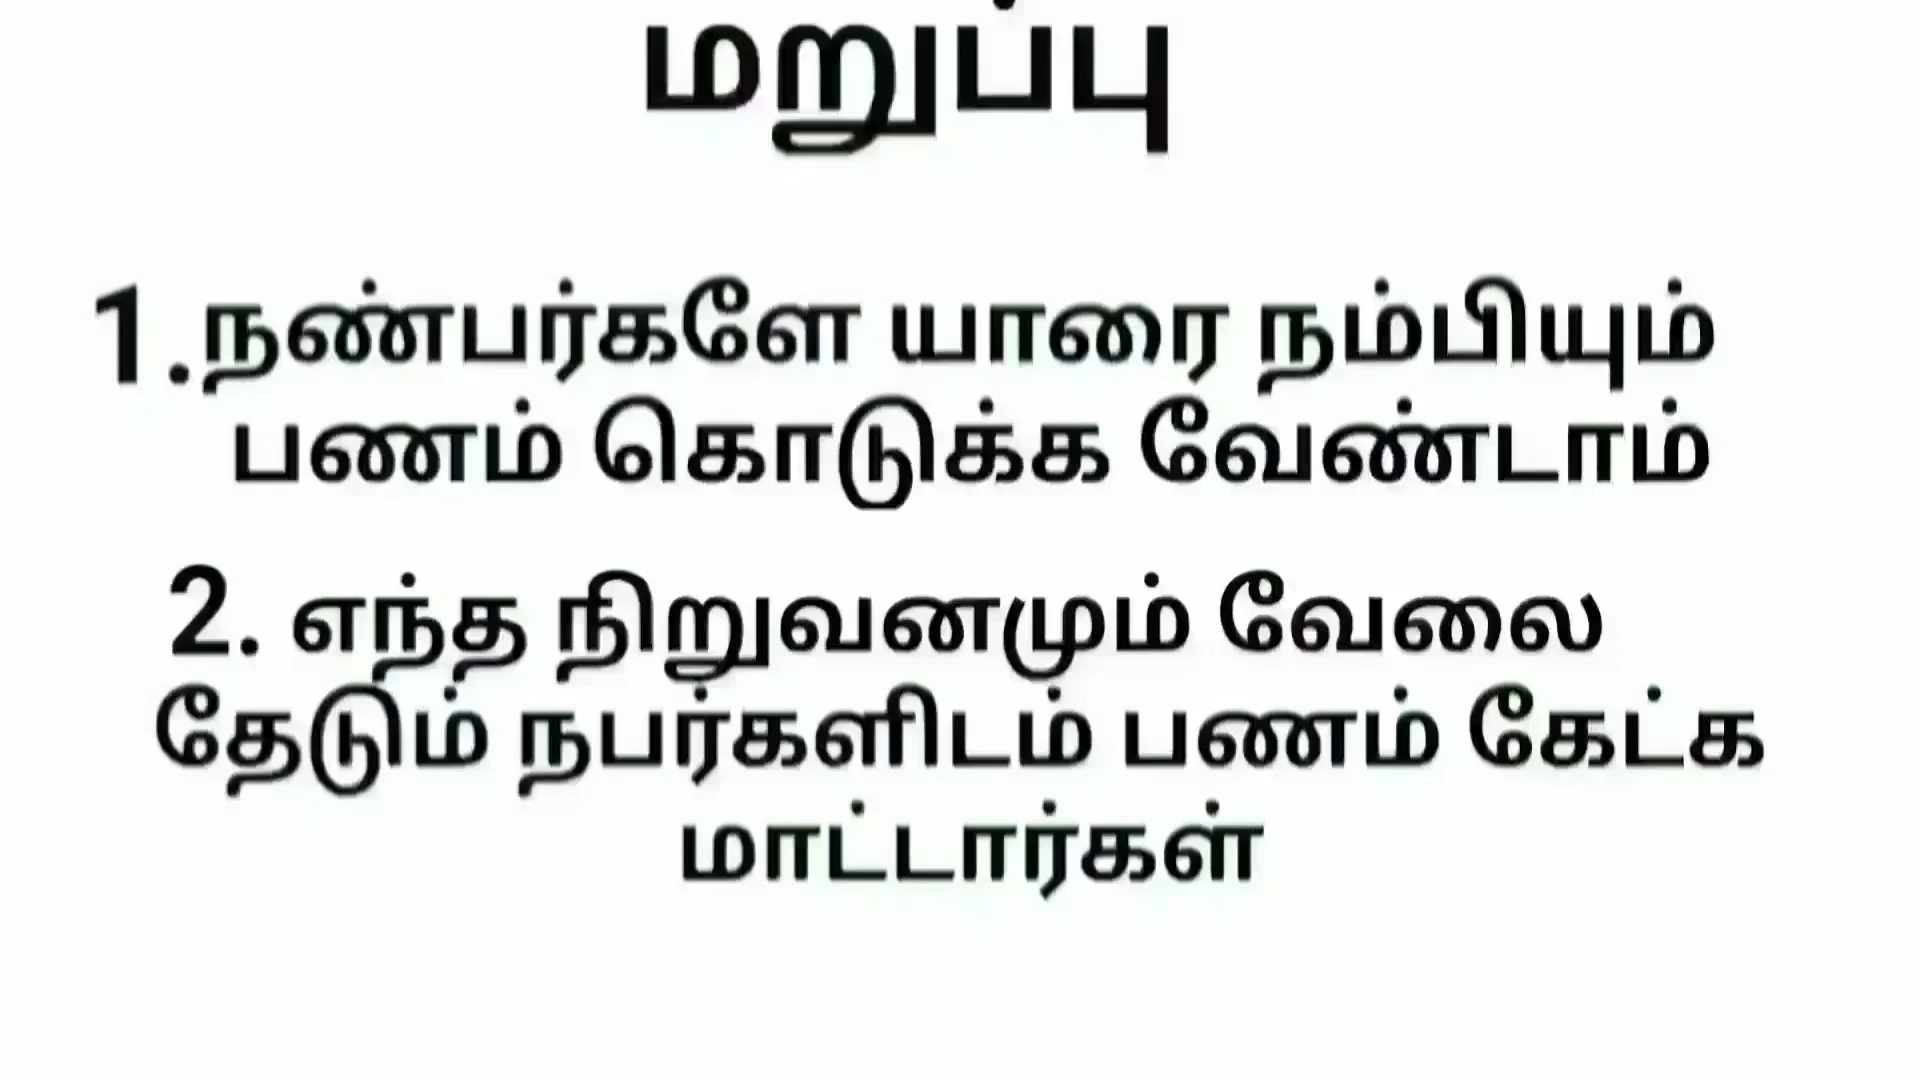 மறுப்பு
1.நண்பர்களே யாரை நம்பியும்
பணம் கொடுக்க வேண்டாம்
2. எந்த நிறுவனமும் வேலை
தேடும் நபர்களிடம் பணம் கேட்க
மாட்டார்கள்